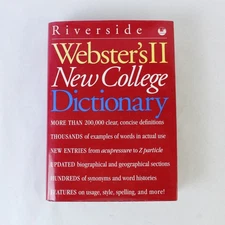 Riverside
Webster's II
New College
Dictionary
MORE THAN 200,000 clear, concise definitions
THOUSANDS of examples of words in actual use
NEW ENTRIES from acupressure to Z particle
UPDATED biographical and geographical sections
HUNDREDS of synonyms and word histories
FEATURES on usage, style, spelling, and more!